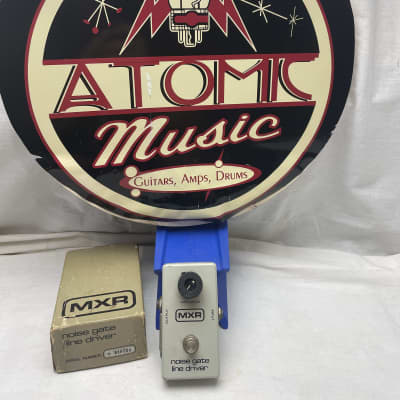 ATOMIC
Music
GUITARS, AMPS, DRUMS
MXR
noise gate
line driver
MXR
noise gate
line driver